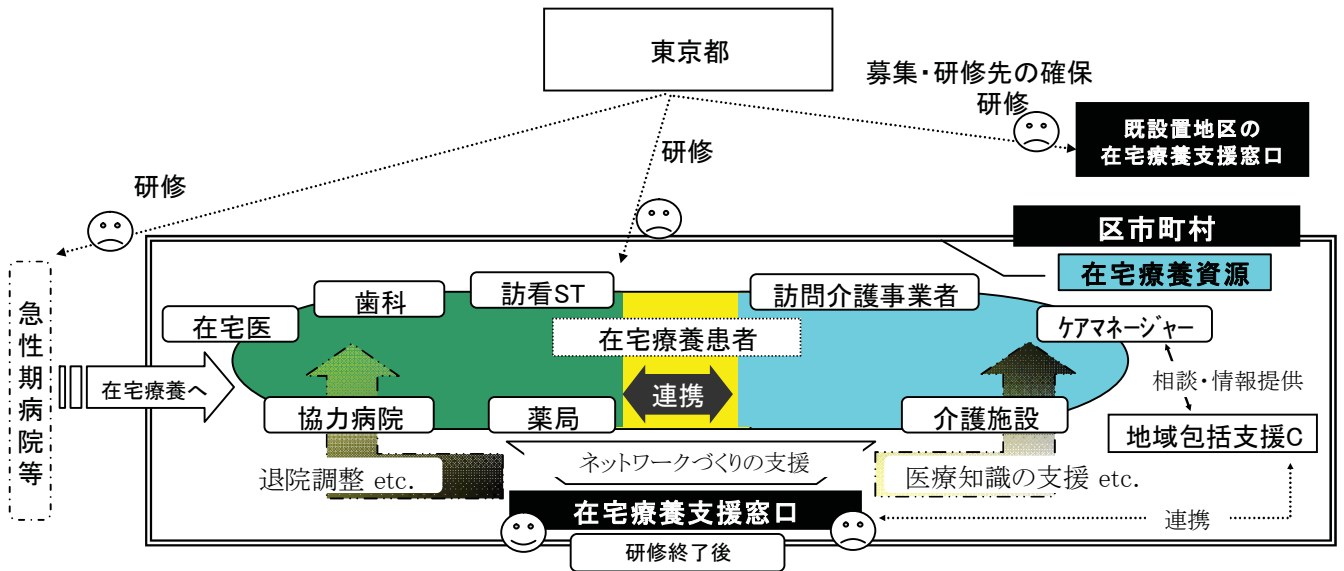 東京都
募集・研修先の確保
研修
既設置地区の
在宅療養支援窓口
研修
研修
区市町村
在宅療養資源
急性期病院等
在宅療養へ
在宅医
歯科
訪看ST
訪問介護事業者
ケアマネージャー
在宅療養患者
連携
相談・情報提供
協力病院
薬局
介護施設
地域包括支援C
退院調整 etc.
ネットワークづくりの支援
医療知識の支援 etc.
在宅療養支援窓口
連携
研修終了後